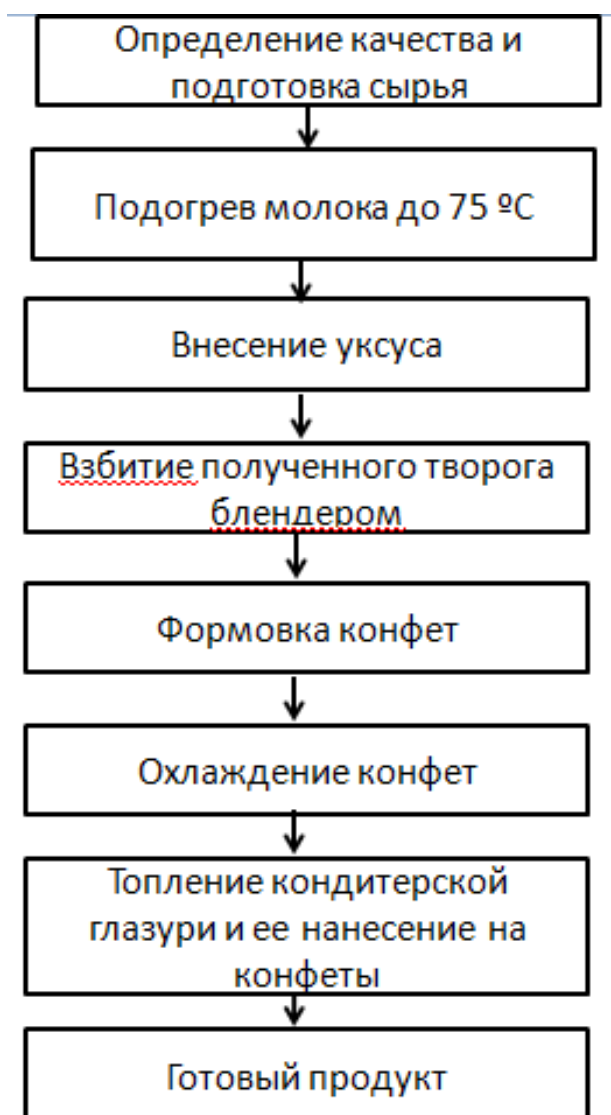 Определение качества и
подготовка сырья
Подогрев молока до 75 ºС
Внесение уксуса
Взбитие полученного творога
блендером
Формовка конфет
Охлаждение конфет
Топление кондитерской
глазури и ее нанесение на
конфеты
Готовый продукт